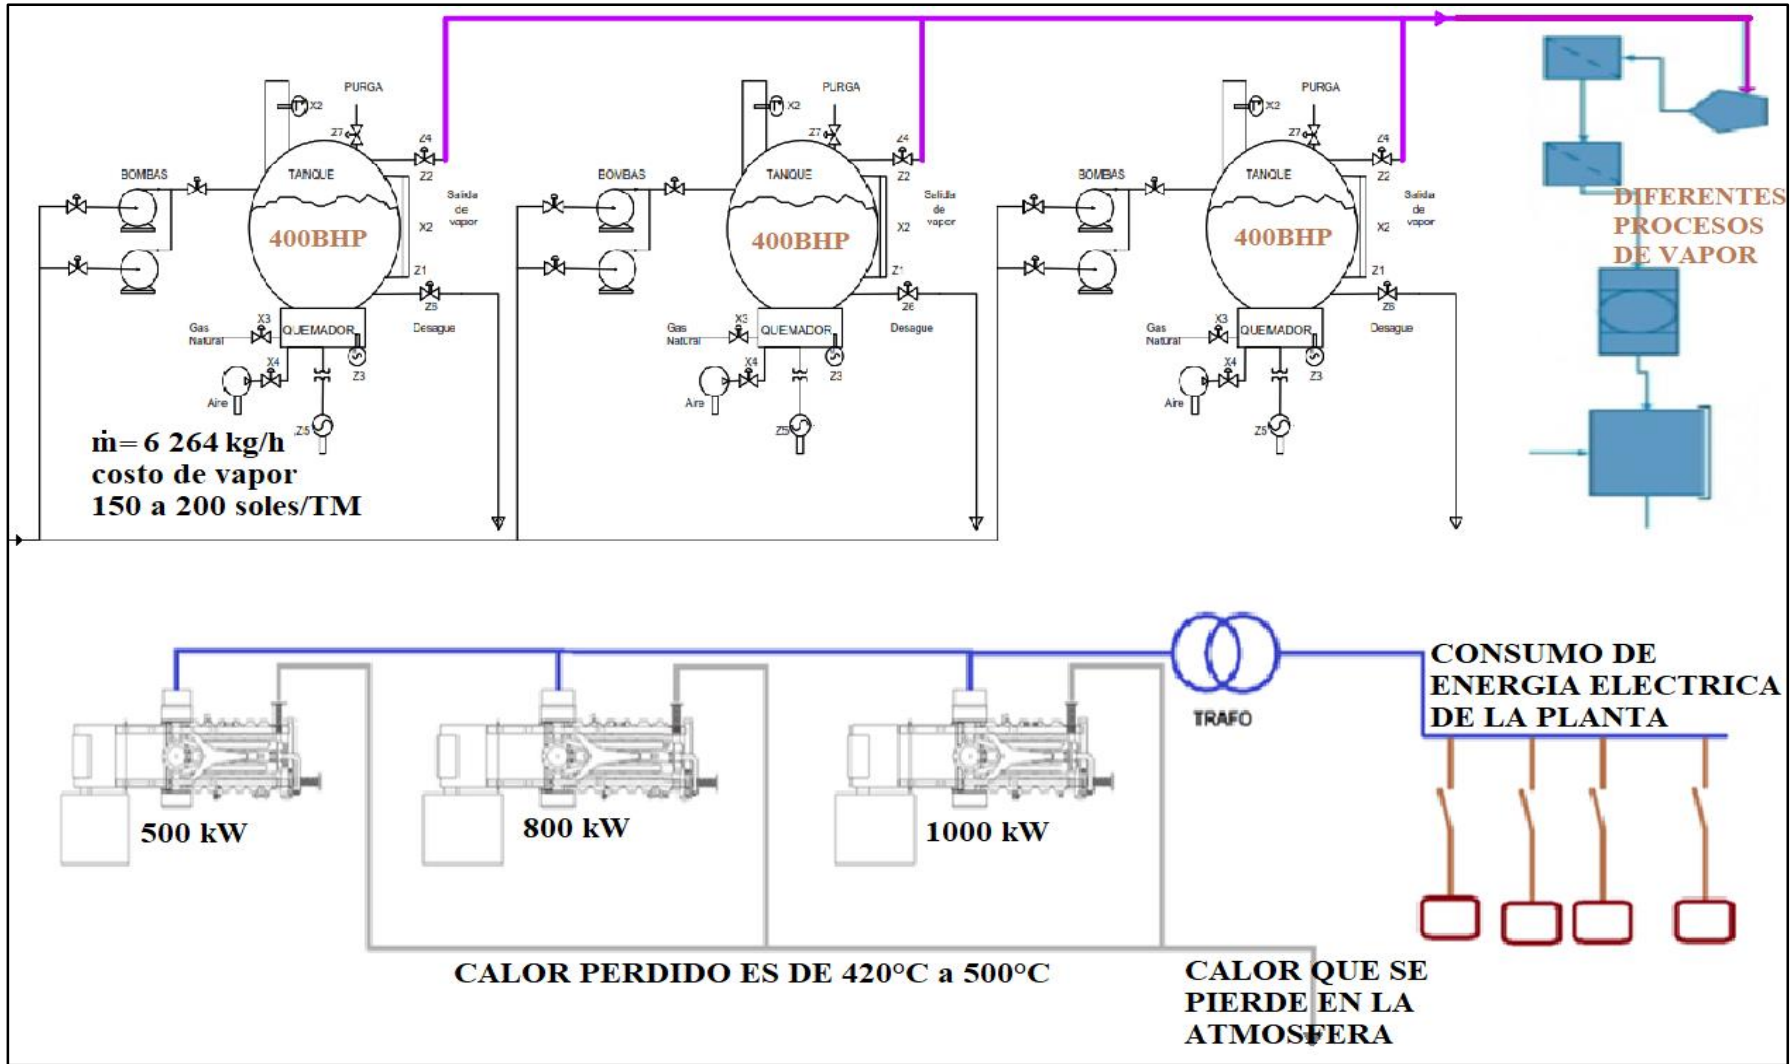 PURGA
X2
Z7
Z4
Z2
BOMBAS
TANQUE
Salida
de
vapor
400BHP
X2
Z1
Z6
Desague
X3
Gas
Natural
QUEMADOR
X4
Z3
Aire
Z5
PURGA
X2
Z7
Z4
Z2
BOMBAS
TANQUE
Salida
de
vapor
400BHP
X2
Z1
Z6
Desague
X3
Gas
Natural
QUEMADOR
X4
Z3
Aire
Z5
PURGA
X2
Z7
Z4
Z2
BOMBAS
TANQUE
Salida
de
vapor
400BHP
X2
Z1
Z6
Desague
X3
Gas
Natural
QUEMADOR
X4
Z3
Aire
Z5
DIFERENTES
PROCESOS
DE VAPOR
ṁ= 6 264 kg/h
costo de vapor
150 a 200 soles/TM
TRAFO
CONSUMO DE
ENERGIA ELECTRICA
DE LA PLANTA
500 kW
800 kW
1000 kW
CALOR PERDIDO ES DE 420°C a 500°C
CALOR QUE SE
PIERDE EN LA
ATMOSFERA